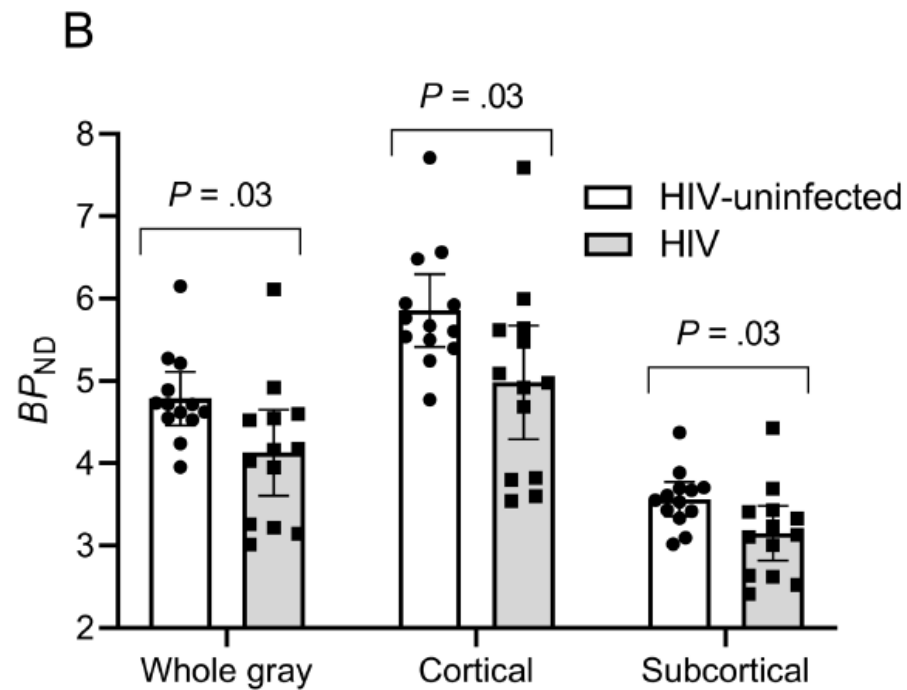 B
P = .03
P = .03
P = .03
HIV-uninfected
HIV
BPND
8
7
6
5
4
3
2
Whole gray
Cortical
Subcortical